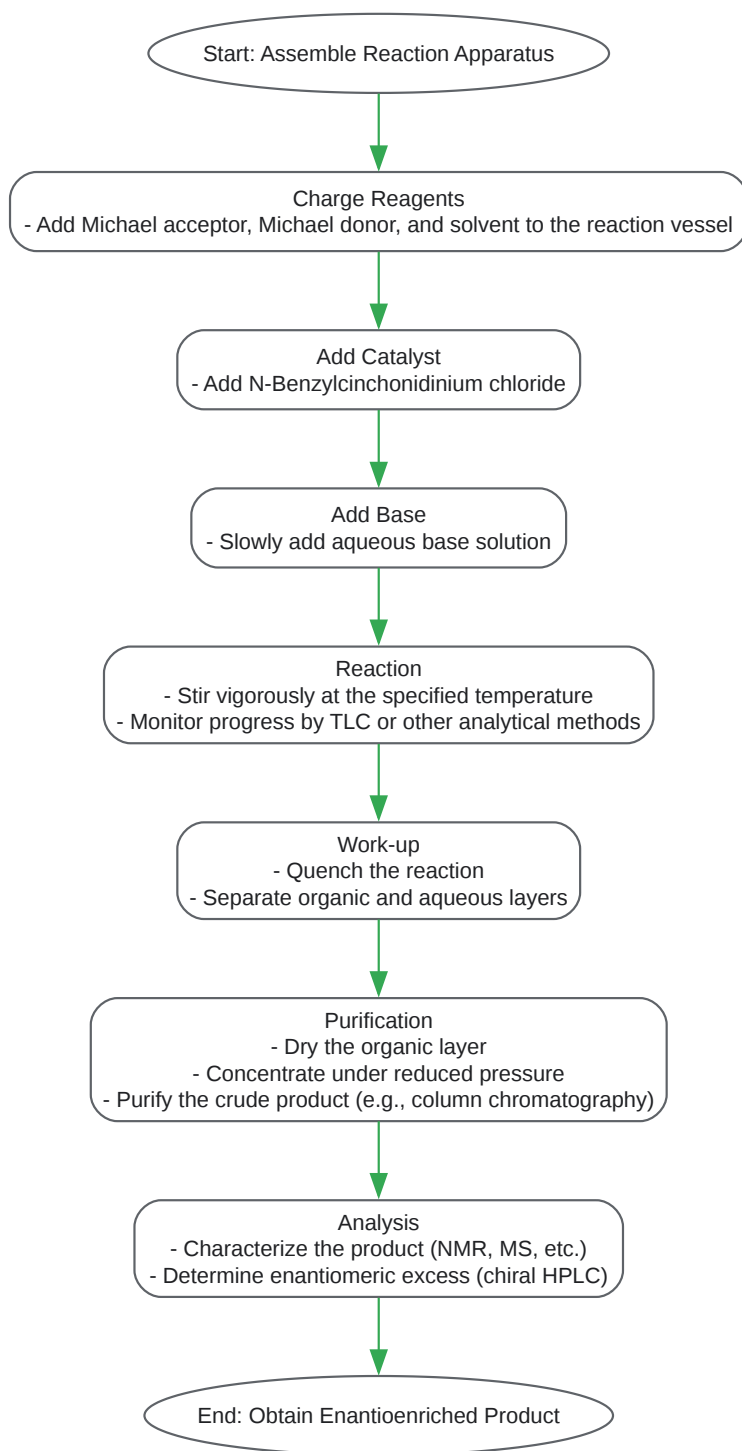 Start: Assemble Reaction Apparatus
Charge Reagents
- Add Michael acceptor, Michael donor, and solvent to the reaction vessel
Add Catalyst
- Add N-Benzylcinchonidinium chloride
Add Base
- Slowly add aqueous base solution
Reaction
- Stir vigorously at the specified temperature
- Monitor progress by TLC or other analytical methods
Work-up
- Quench the reaction
- Separate organic and aqueous layers
Purification
- Dry the organic layer
- Concentrate under reduced pressure
- Purify the crude product (e.g., column chromatography)
Analysis
- Characterize the product (NMR, MS, etc.)
- Determine enantiomeric excess (chiral HPLC)
End: Obtain Enantioenriched Product